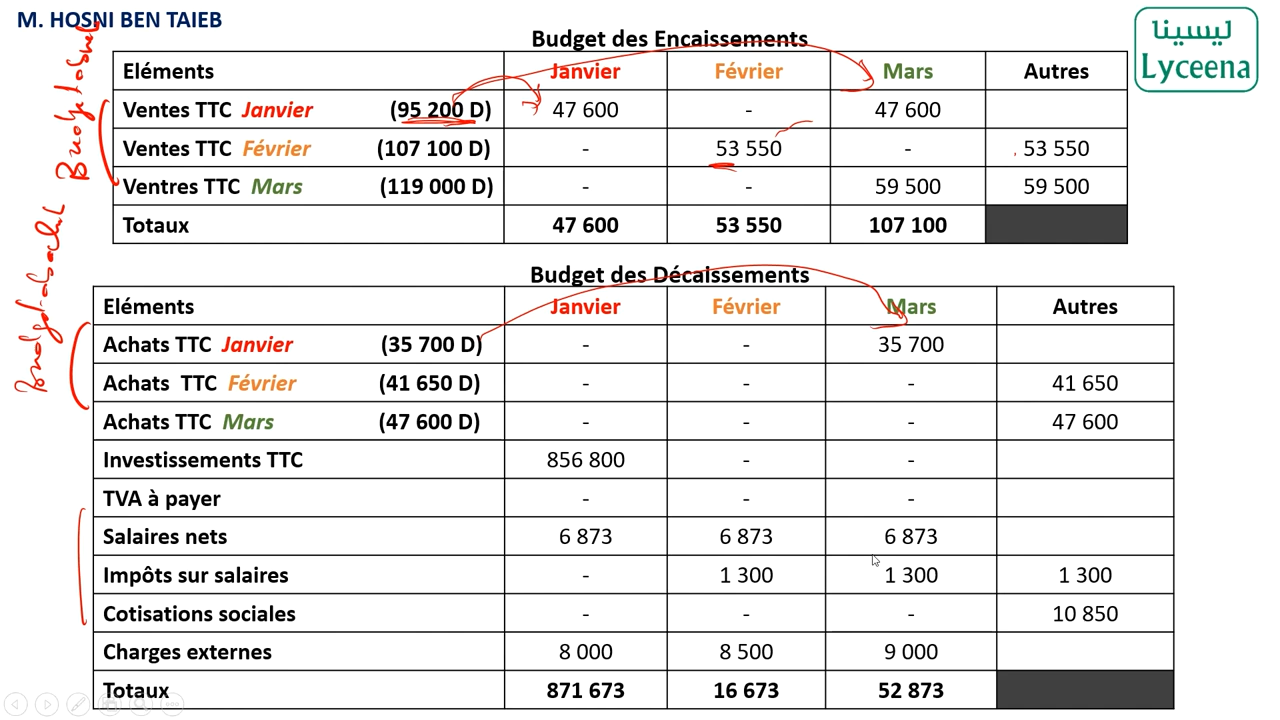 M. HOSNI BEN TAIEB
ليسينا
Lyceena
Budget des Encaissements
Eléments Janvier Février Mars Autres
Ventes TTC Janvier (95 200 D) 47 600 - 47 600
Ventes TTC Février (107 100 D) - 53 550 - 53 550
Ventres TTC Mars (119 000 D) - - 59 500 59 500
Totaux 47 600 53 550 107 100
Budget des Décaissements
Eléments Janvier Février Mars Autres
Achats TTC Janvier (35 700 D) - - 35 700
Achats TTC Février (41 650 D) - - - 41 650
Achats TTC Mars (47 600 D) - - - 47 600
Investissements TTC 856 800 - -
TVA à payer - - -
Salaires nets 6 873 6 873 6 873
Impôts sur salaires - 1 300 1 300 1 300
Cotisations sociales - - - 10 850
Charges externes 8 000 8 500 9 000
Totaux 871 673 16 673 52 873